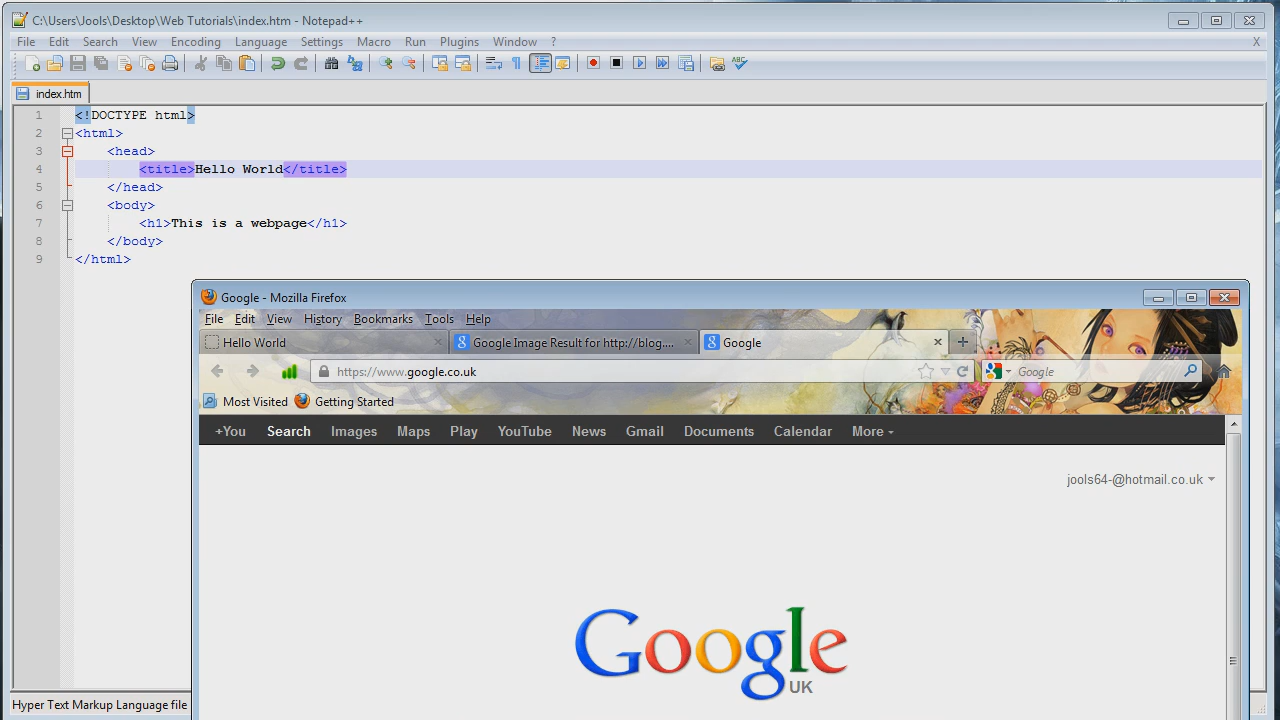 C:\Users\Jools\Desktop\Web Tutorials\index.htm - Notepad++
File Edit Search View Encoding Language Settings Macro Run Plugins Window ? X
index.htm
1 <!DOCTYPE html>
2 <html>
3 <head>
4 <title>Hello World</title>
5 </head>
6 <body>
7 <h1>This is a webpage</h1>
8 </body>
9 </html>
Google - Mozilla Firefox
File Edit View History Bookmarks Tools Help
Hello World Google Image Result for http://blog.... Google
https://www.google.co.uk Google
Most Visited Getting Started
+You Search Images Maps Play YouTube News Gmail Documents Calendar More
jools64-@hotmail.co.uk
Google
UK
Hyper Text Markup Language file